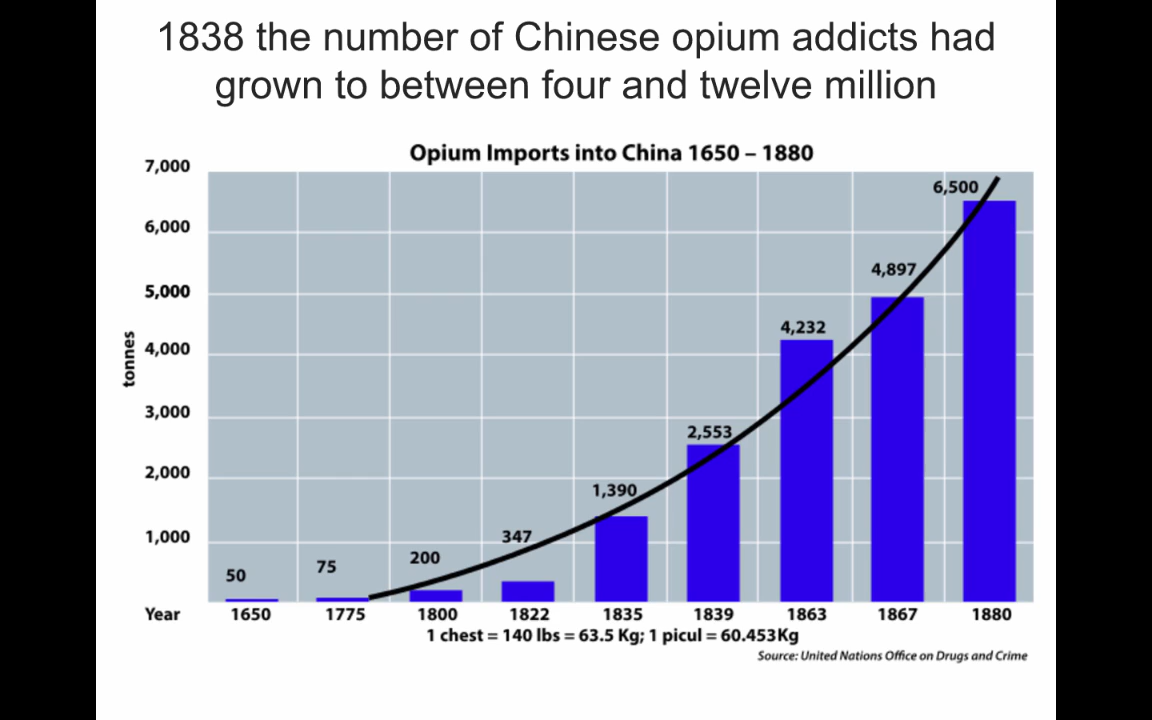 1838 the number of Chinese opium addicts had
grown to between four and twelve million
Opium Imports into China 1650 – 1880
7,000
6,000
5,000
4,000
3,000
2,000
1,000
tonnes
50
75
200
347
1,390
2,553
4,232
4,897
6,500
Year 1650 1775 1800 1822 1835 1839 1863 1867 1880
1 chest = 140 lbs = 63.5 Kg; 1 picul = 60.453Kg
Source: United Nations Office on Drugs and Crime